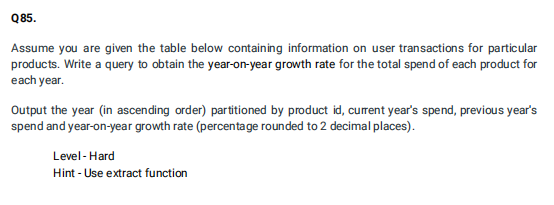 Q85.
Assume you are given the table below containing information on user transactions for particular
products. Write a query to obtain the year-on-year growth rate for the total spend of each product for
each year.
Output the year (in ascending order) partitioned by product id, current year's spend, previous year's
spend and year-on-year growth rate (percentage rounded to 2 decimal places).
Level - Hard
Hint - Use extract function